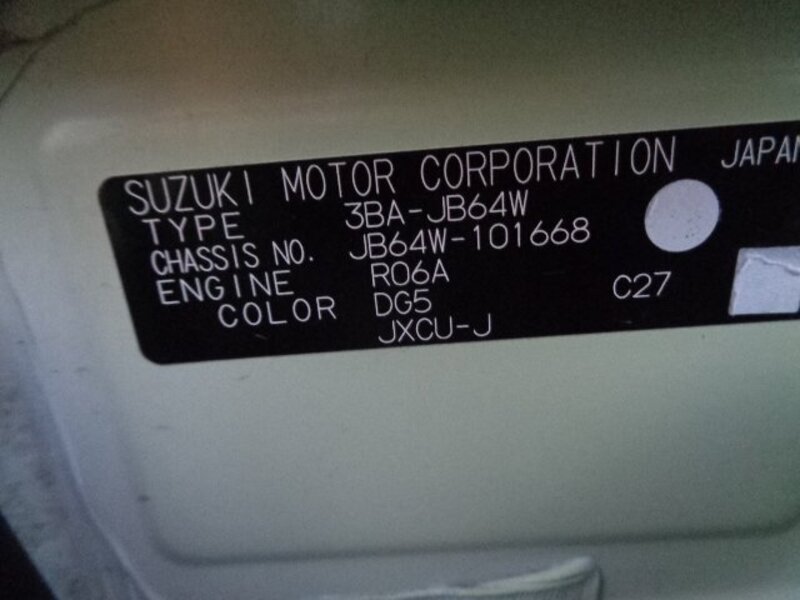 SUZUKI MOTOR CORPORATION JAPAN
TYPE 3BA-JB64W
CHASSIS NO. JB64W-101668
ENGINE R06A
COLOR DG5 C27
JXCU-J